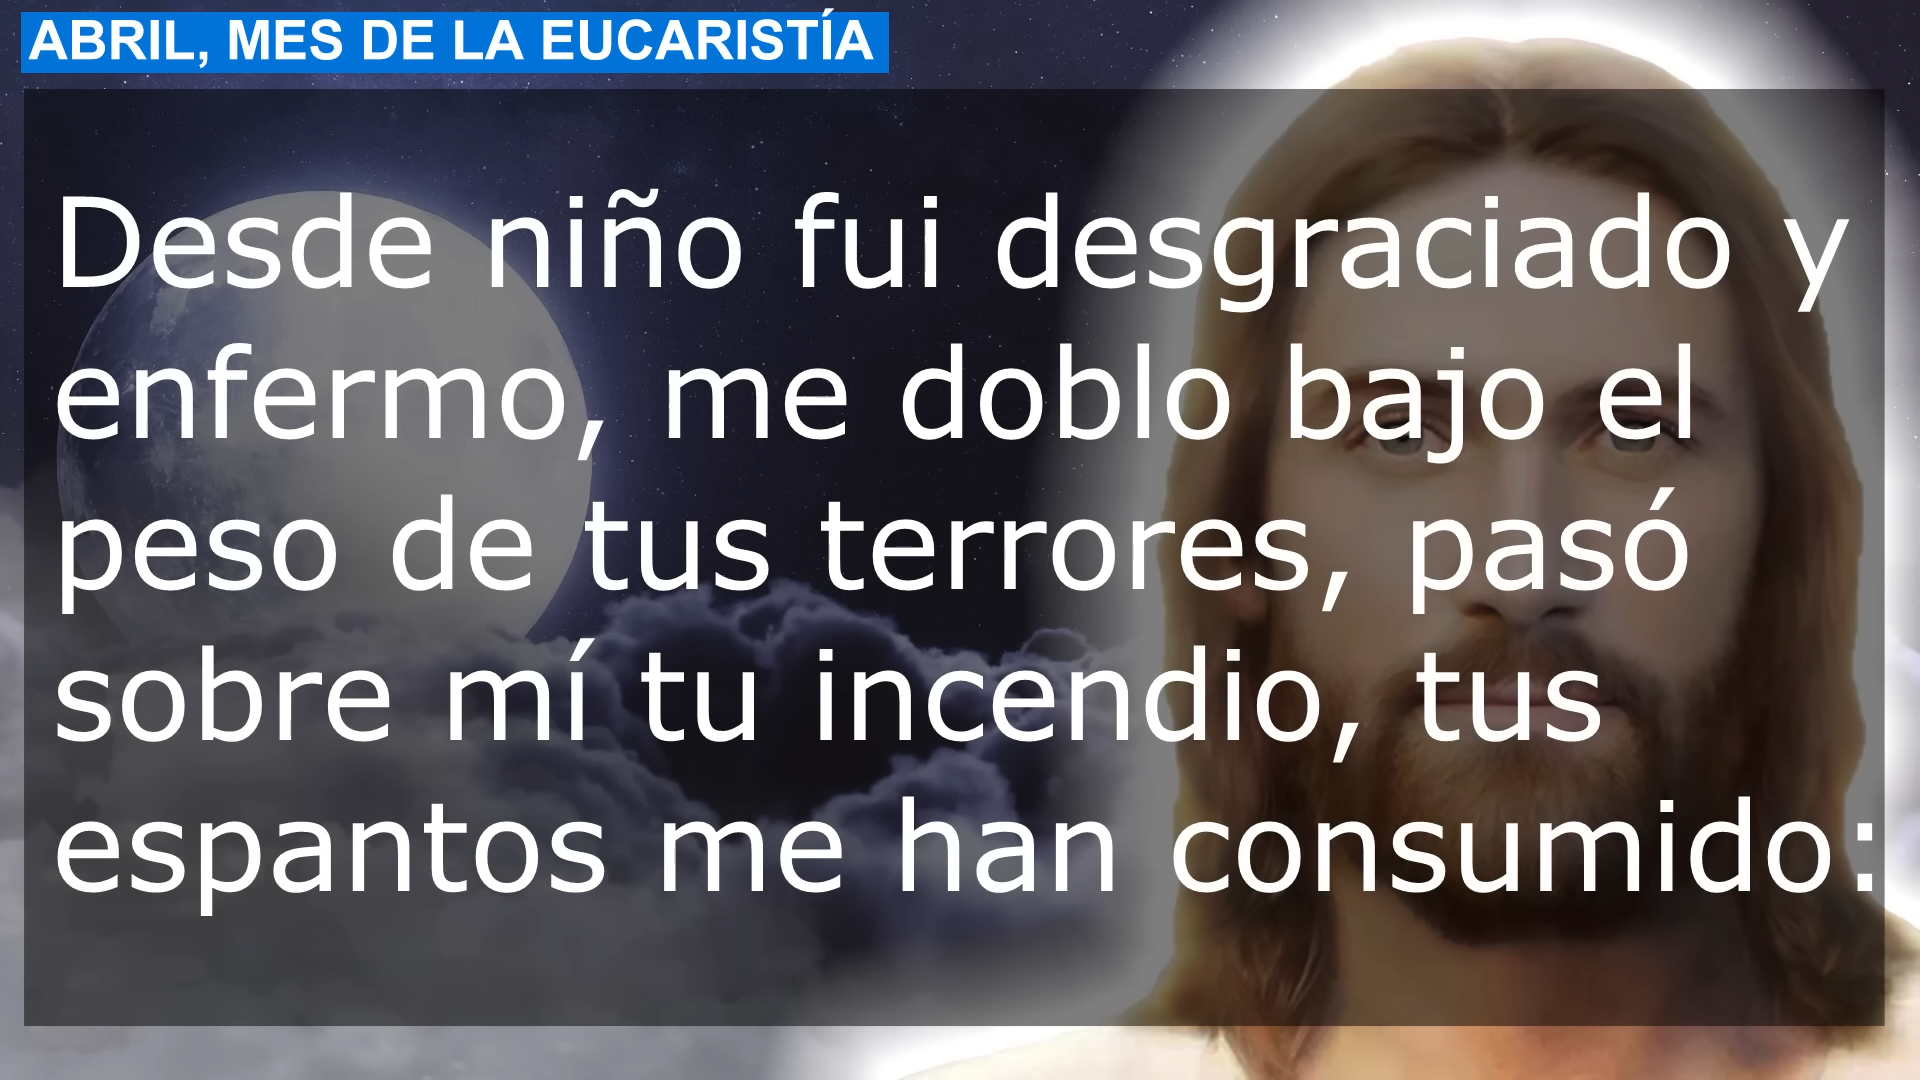 ABRIL, MES DE LA EUCARISTÍA
Desde niño fui desgraciado y
enfermo, me doblo bajo el
peso de tus terrores, pasó
sobre mí tu incendio, tus
espantos me han consumido: